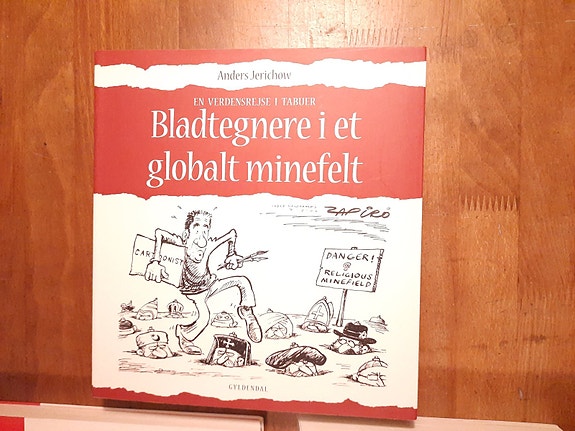 Anders Jerichow
EN VERDENSREJSE I TABUER
Bladtegnere i et
globalt minefelt
ZAPIRO
CARTOONIST
DANGER!
RELIGIOUS
MINEFIELD
GYLDENDAL